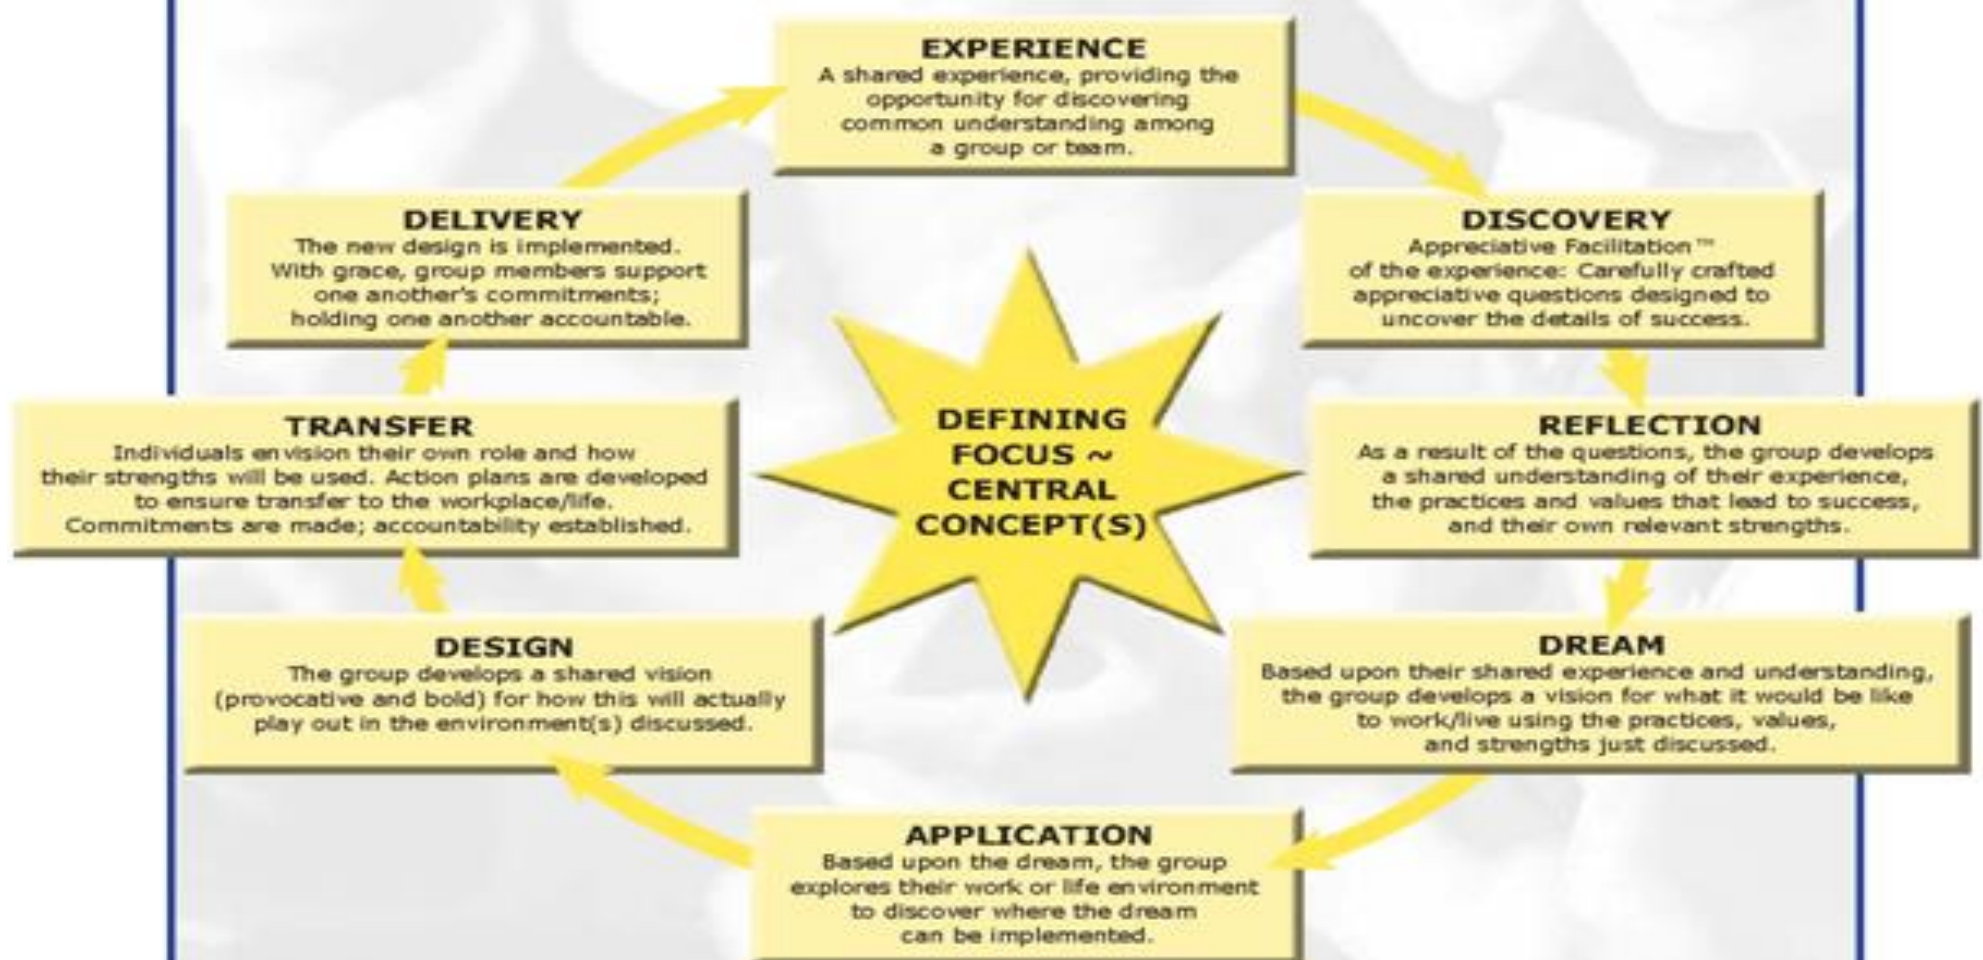 EXPERIENCE
A shared experience, providing the
opportunity for discovering
common understanding among
a group or team.
DISCOVERY
Appreciative Facilitation™
of the experience: Carefully crafted
appreciative questions designed to
uncover the details of success.
REFLECTION
As a result of the questions, the group develops
a shared understanding of their experience,
the practices and values that lead to success,
and their own relevant strengths.
DREAM
Based upon their shared experience and understanding,
the group develops a vision for what it would be like
to work/live using the practices, values,
and strengths just discussed.
APPLICATION
Based upon the dream, the group
explores their work or life environment
to discover where the dream
can be implemented.
DESIGN
The group develops a shared vision
(provocative and bold) for how this will actually
play out in the environment(s) discussed.
TRANSFER
Individuals envision their own role and how
their strengths will be used. Action plans are developed
to ensure transfer to the workplace/life.
Commitments are made; accountability established.
DELIVERY
The new design is implemented.
With grace, group members support
one another's commitments;
holding one another accountable.
DEFINING
FOCUS ~
CENTRAL
CONCEPT(S)